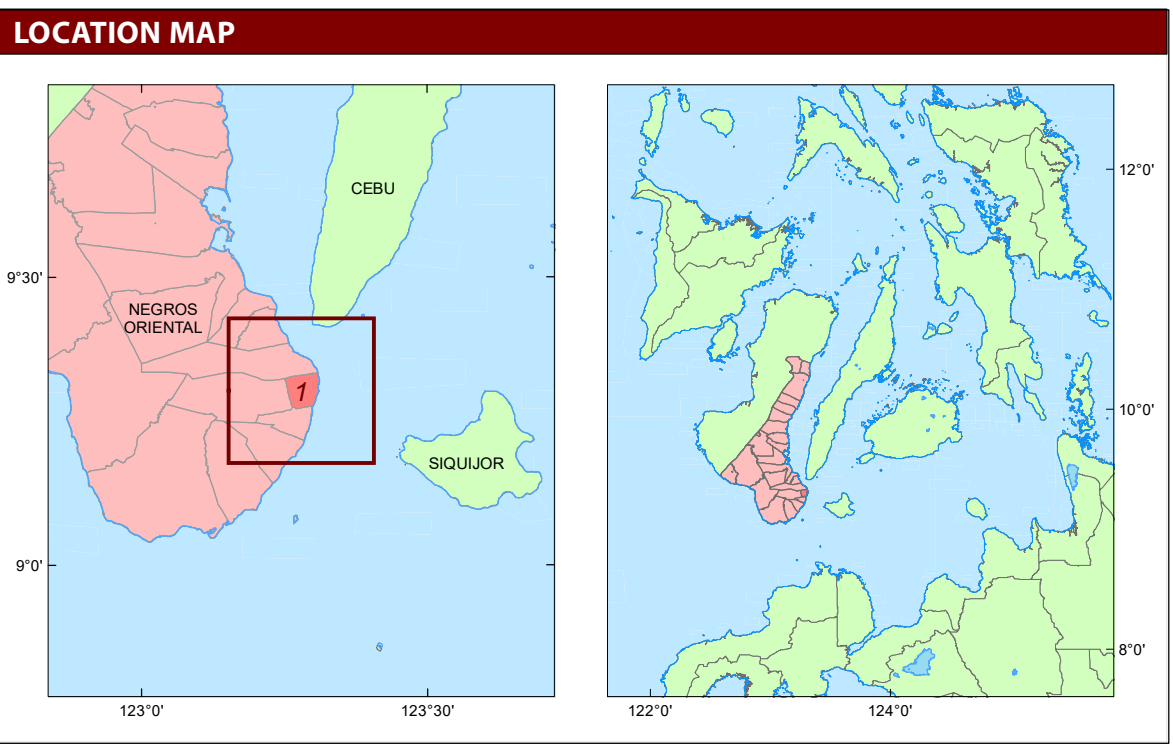 LOCATION MAP
CEBU
9°30'
NEGROS
ORIENTAL
1
SIQUIJOR
9°0'
123°0'
123°30'
12°0'
10°0'
8°0'
122°0'
124°0'